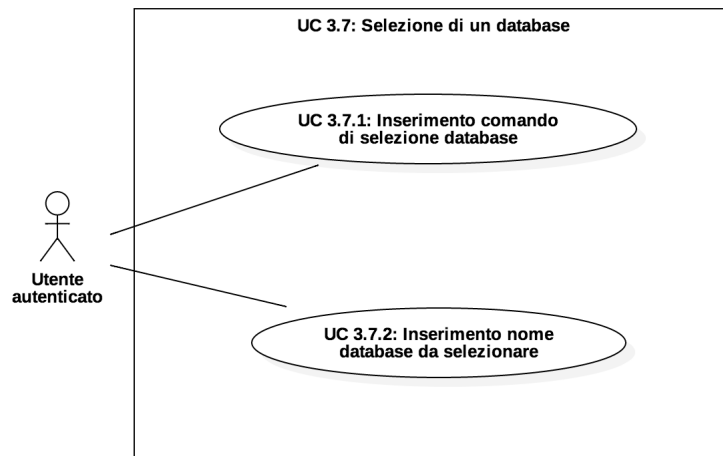 UC 3.7: Selezione di un database
UC 3.7.1: Inserimento comando
di selezione database
Utente
autenticato
UC 3.7.2: Inserimento nome
database da selezionare